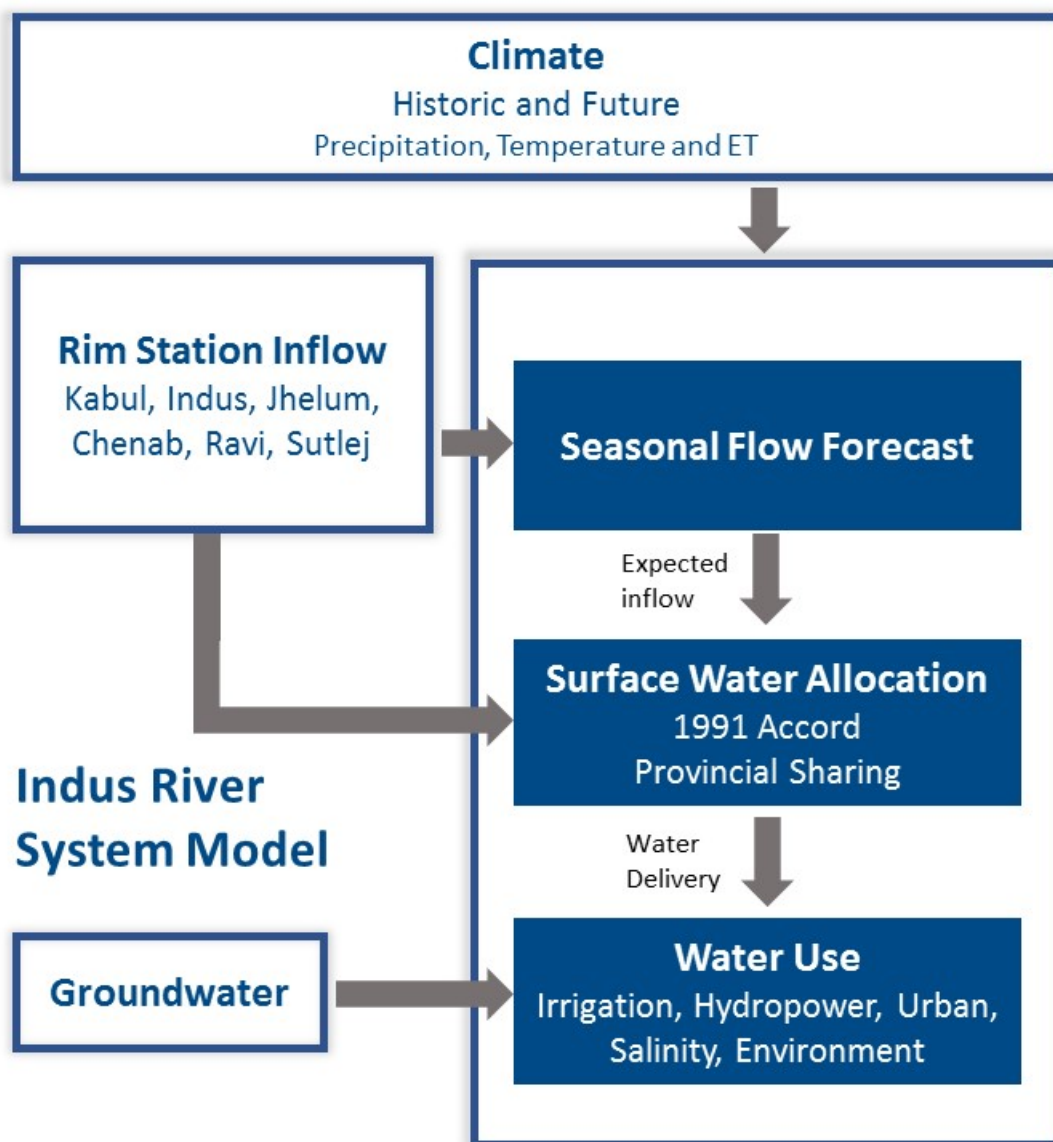 Climate
Historic and Future
Precipitation, Temperature and ET
Rim Station Inflow
Kabul, Indus, Jhelum,
Chenab, Ravi, Sutlej
Seasonal Flow Forecast
Expected
inflow
Surface Water Allocation
1991 Accord
Provincial Sharing
Indus River
System Model
Water
Delivery
Groundwater
Water Use
Irrigation, Hydropower, Urban,
Salinity, Environment